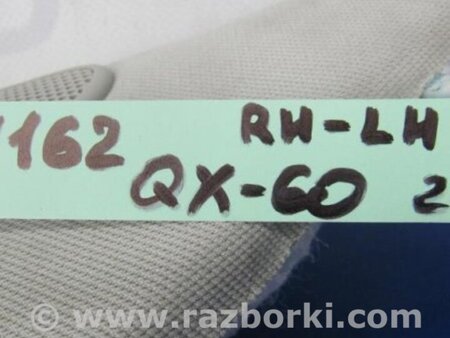 162 RH-LH
QX-60 2
© www.razborki.com